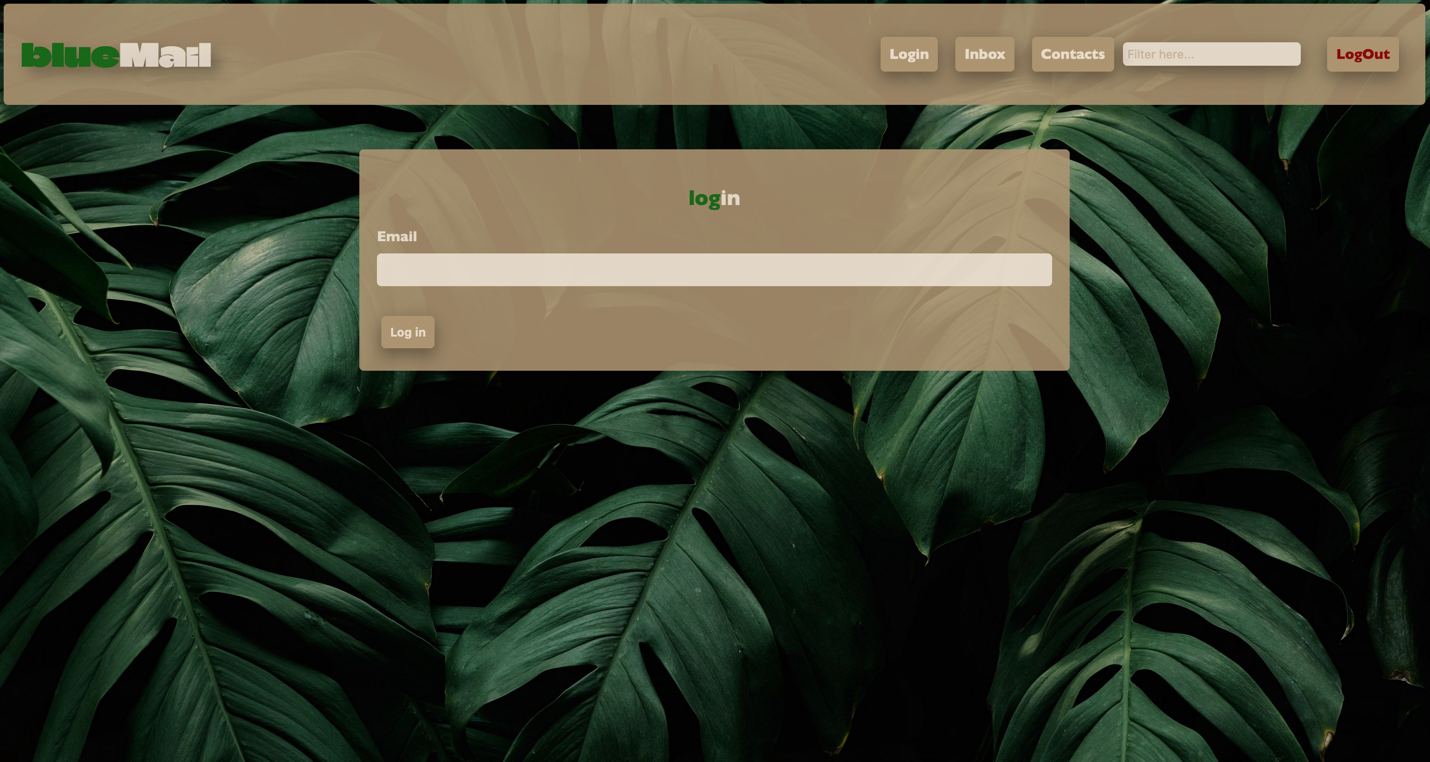 blueMail Login Inbox Contacts Filter here... LogOut
login
Email
Log in